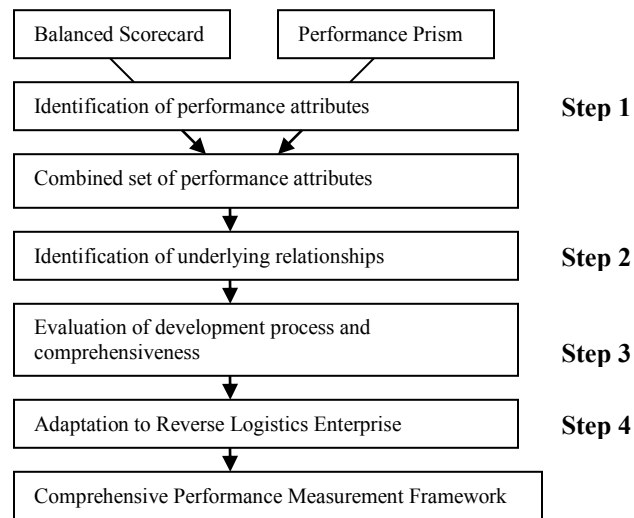 Balanced Scorecard
Performance Prism
Identification of performance attributes
Step 1
Combined set of performance attributes
Identification of underlying relationships
Step 2
Evaluation of development process and
comprehensiveness
Step 3
Adaptation to Reverse Logistics Enterprise
Step 4
Comprehensive Performance Measurement Framework